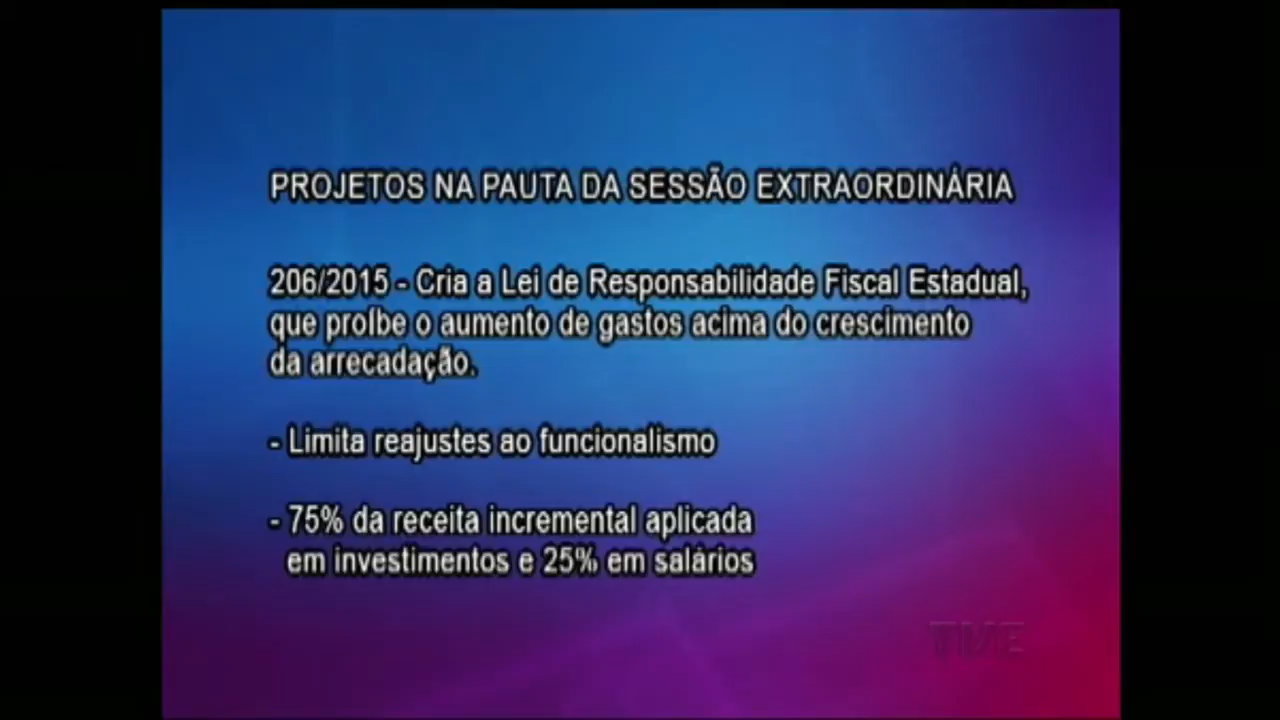 PROJETOS NA PAUTA DA SESSÃO EXTRAORDINÁRIA
206/2015 - Cria a Lei de Responsabilidade Fiscal Estadual,
que proíbe o aumento de gastos acima do crescimento
da arrecadação.
- Limita reajustes ao funcionalismo
- 75% da receita incremental aplicada
em investimentos e 25% em salários
TVE